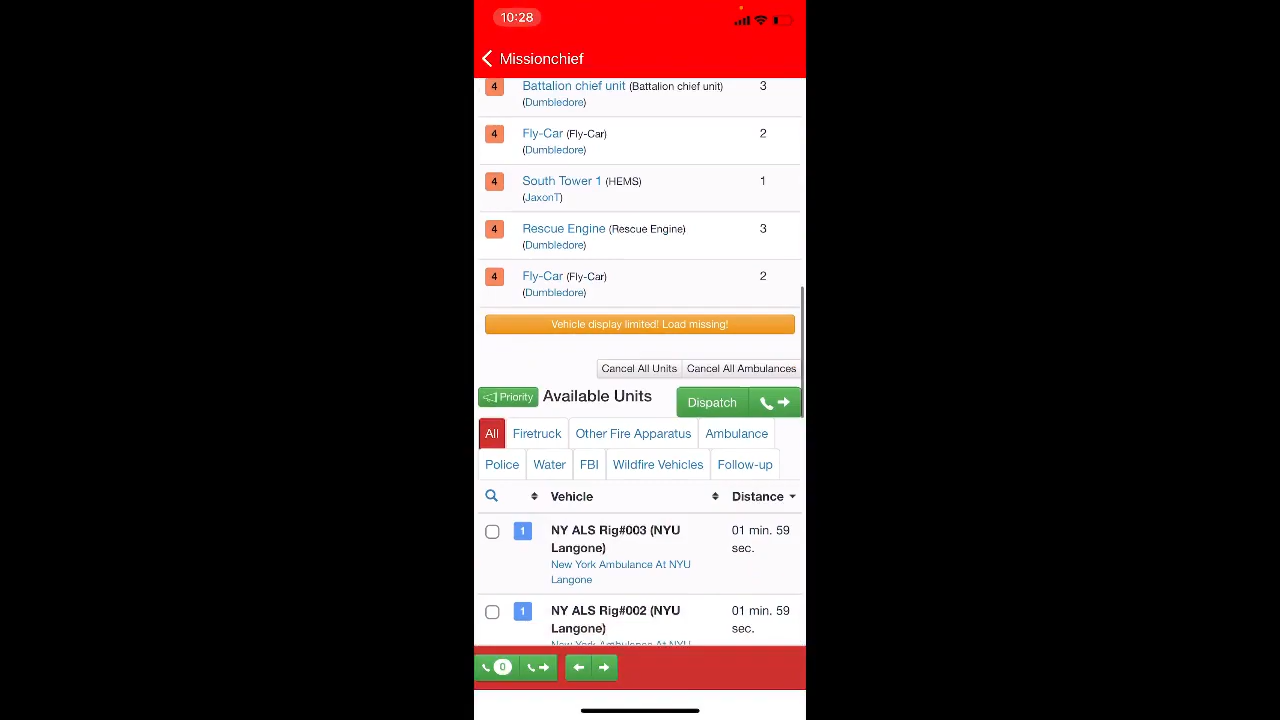 10:28
Missionchief
4 Battalion chief unit (Battalion chief unit) 3
(Dumbledore)
4 Fly-Car (Fly-Car) 2
(Dumbledore)
4 South Tower 1 (HEMS) 1
(JaxonT)
4 Rescue Engine (Rescue Engine) 3
(Dumbledore)
4 Fly-Car (Fly-Car) 2
(Dumbledore)
Vehicle display limited! Load missing!
Cancel All Units Cancel All Ambulances
Priority Available Units Dispatch
All Firetruck Other Fire Apparatus Ambulance
Police Water FBI Wildfire Vehicles Follow-up
Vehicle Distance
1 NY ALS Rig#003 (NYU 01 min. 59
Langone) sec.
New York Ambulance At NYU
Langone
1 NY ALS Rig#002 (NYU 01 min. 59
Langone) sec.
New York Ambulance At NYU
0